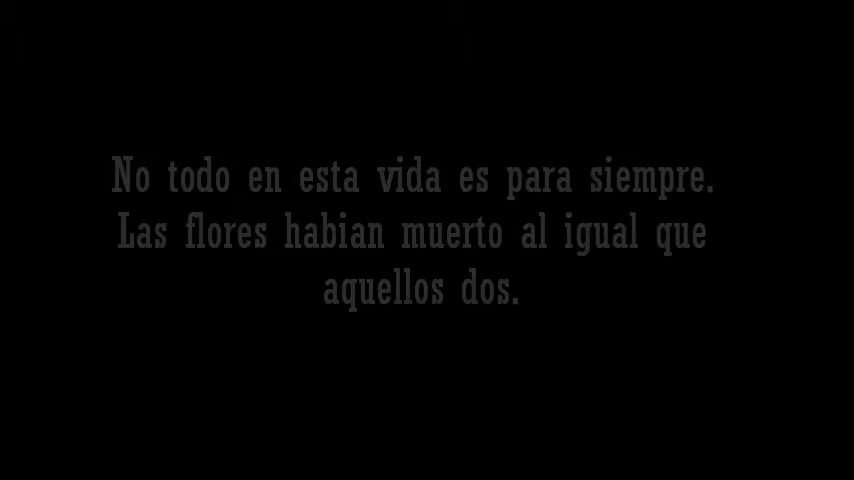 No todo en esta vida es para siempre.
Las flores habian muerto al igual que
aquellos dos.